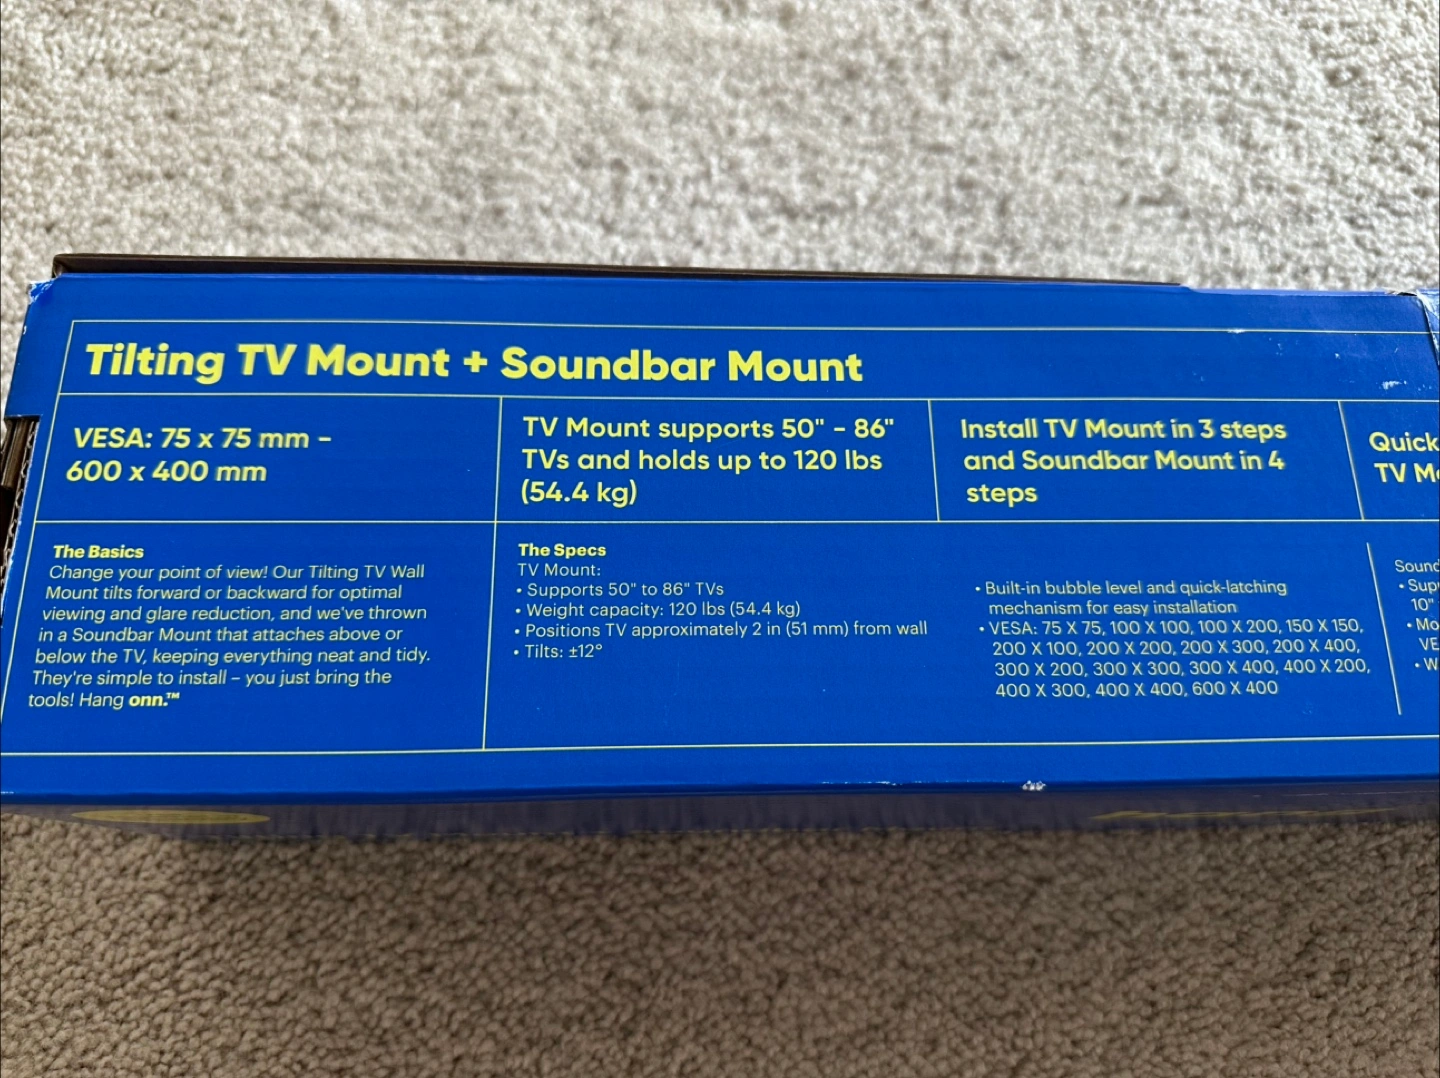 Tilting TV Mount + Soundbar Mount
VESA: 75 x 75 mm –
600 x 400 mm
TV Mount supports 50" - 86"
TVs and holds up to 120 lbs
(54.4 kg)
Install TV Mount in 3 steps
and Soundbar Mount in 4
steps
Quick
TV
The Basics
Change your point of view! Our Tilting TV Wall
Mount tilts forward or backward for optimal
viewing and glare reduction, and we've thrown
in a Soundbar Mount that attaches above or
below the TV, keeping everything neat and tidy.
They're simple to install – you just bring the
tools! Hang onn.™
The Specs
TV Mount:
• Supports 50" to 86" TVs
• Weight capacity: 120 lbs (54.4 kg)
• Positions TV approximately 2 in (51 mm) from wall
• Tilts: ±12°
• Built-in bubble level and quick-latching
mechanism for easy installation
• VESA: 75 X 75, 100 X 100, 100 X 200, 150 X 150,
200 X 100, 200 X 200, 200 X 300, 200 X 400,
300 X 200, 300 X 300, 300 X 400, 400 X 200,
400 X 300, 400 X 400, 600 X 400
10"